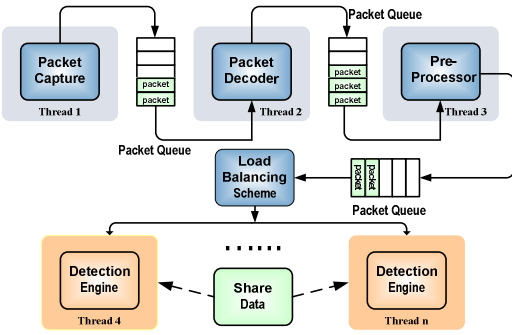 Packet Queue
Packet
Capture
Thread 1
packet
packet
Packet Queue
Packet
Decoder
Thread 2
Packet Queue
packet
packet
packet
packet
Pre-
Processor
Thread 3
Load
Balancing
Scheme
packet
packet
Packet Queue
Detection
Engine
Thread 4
......
Share
Data
Detection
Engine
Thread n